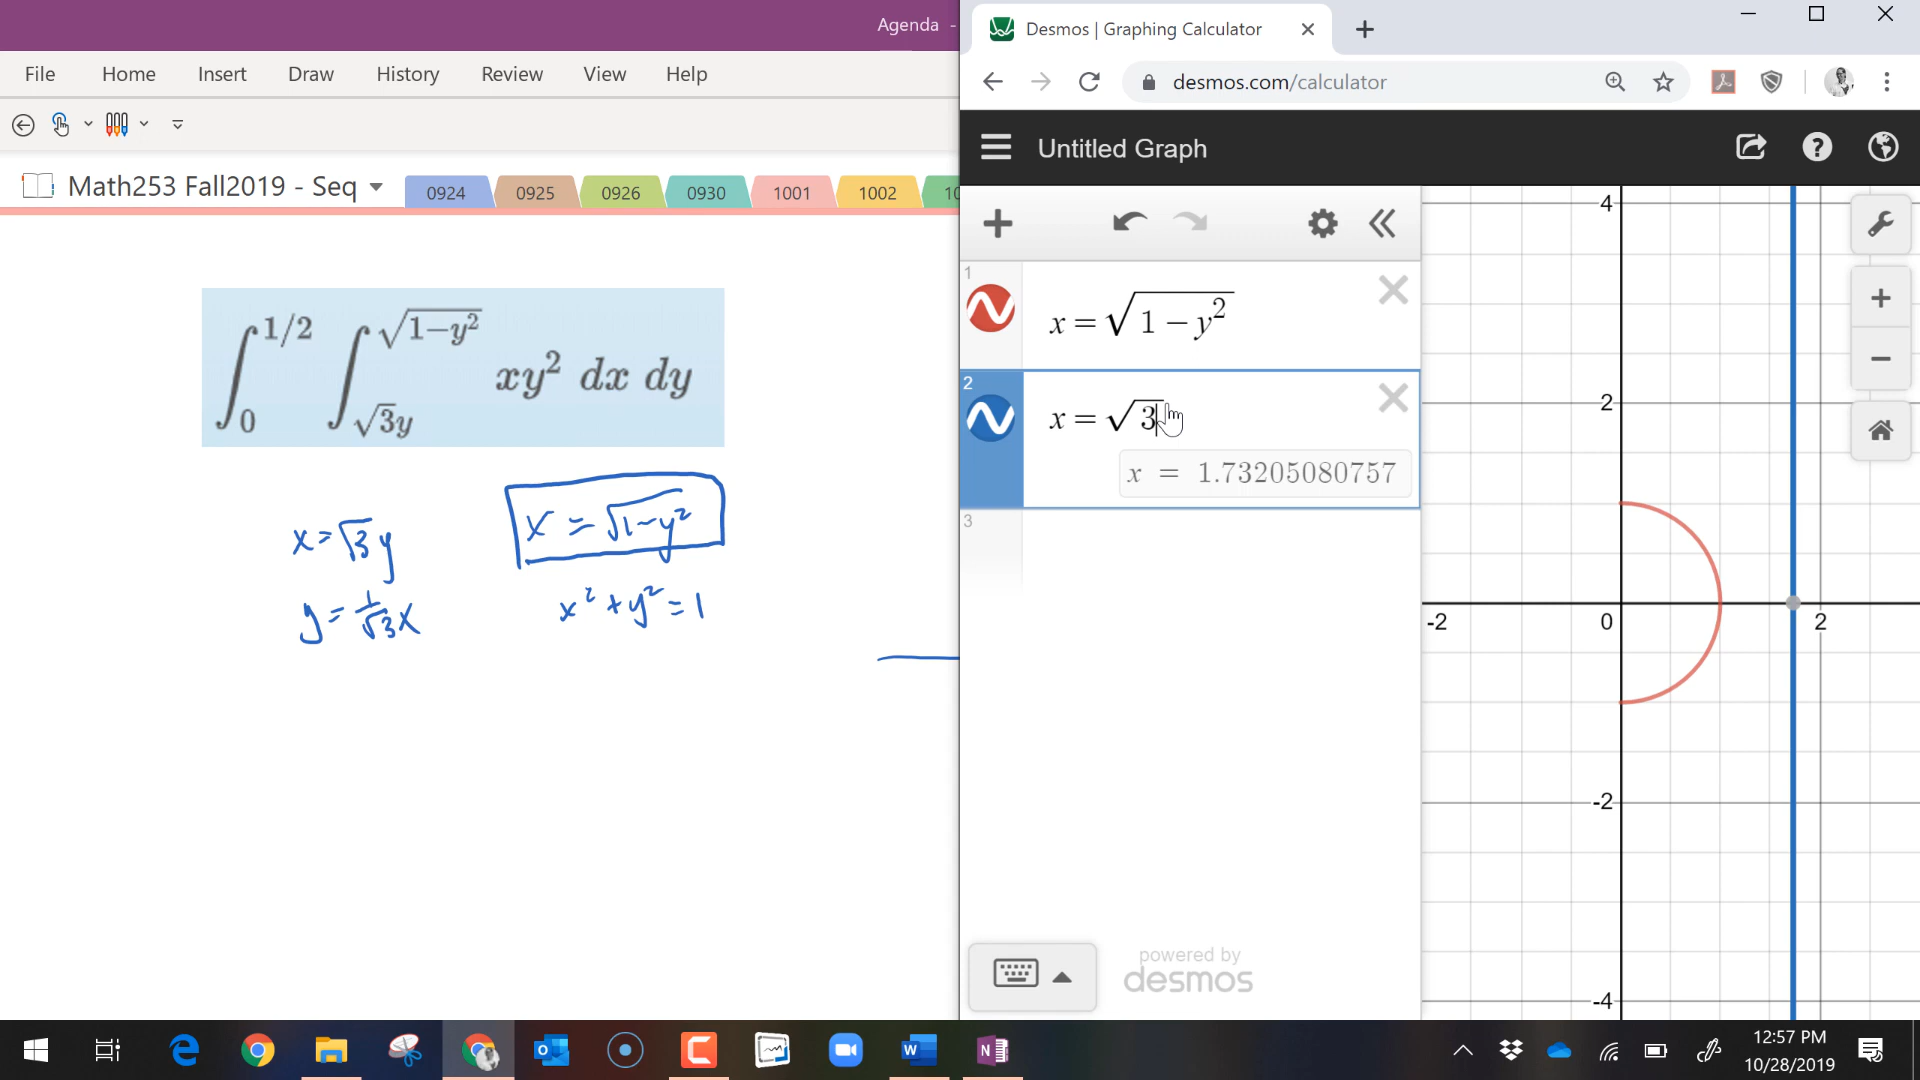 Agenda -
File Home Insert Draw History Review View Help
Math253 Fall2019 - Seq
0924 0925 0926 0930 1001 1002 10
∫_0^{1/2} ∫_{√3y}^{√(1−y²)} xy² dx dy
x = √3 y
y = 1/√3 x
x = √(1−y²)
x² + y² = 1
Desmos | Graphing Calculator
desmos.com/calculator
Untitled Graph
1
x = √(1 − y²)
2
x = √3
x = 1.73205080757
3
powered by
desmos
4
2
-2 0 2
-2
-4
12:57 PM
10/28/2019